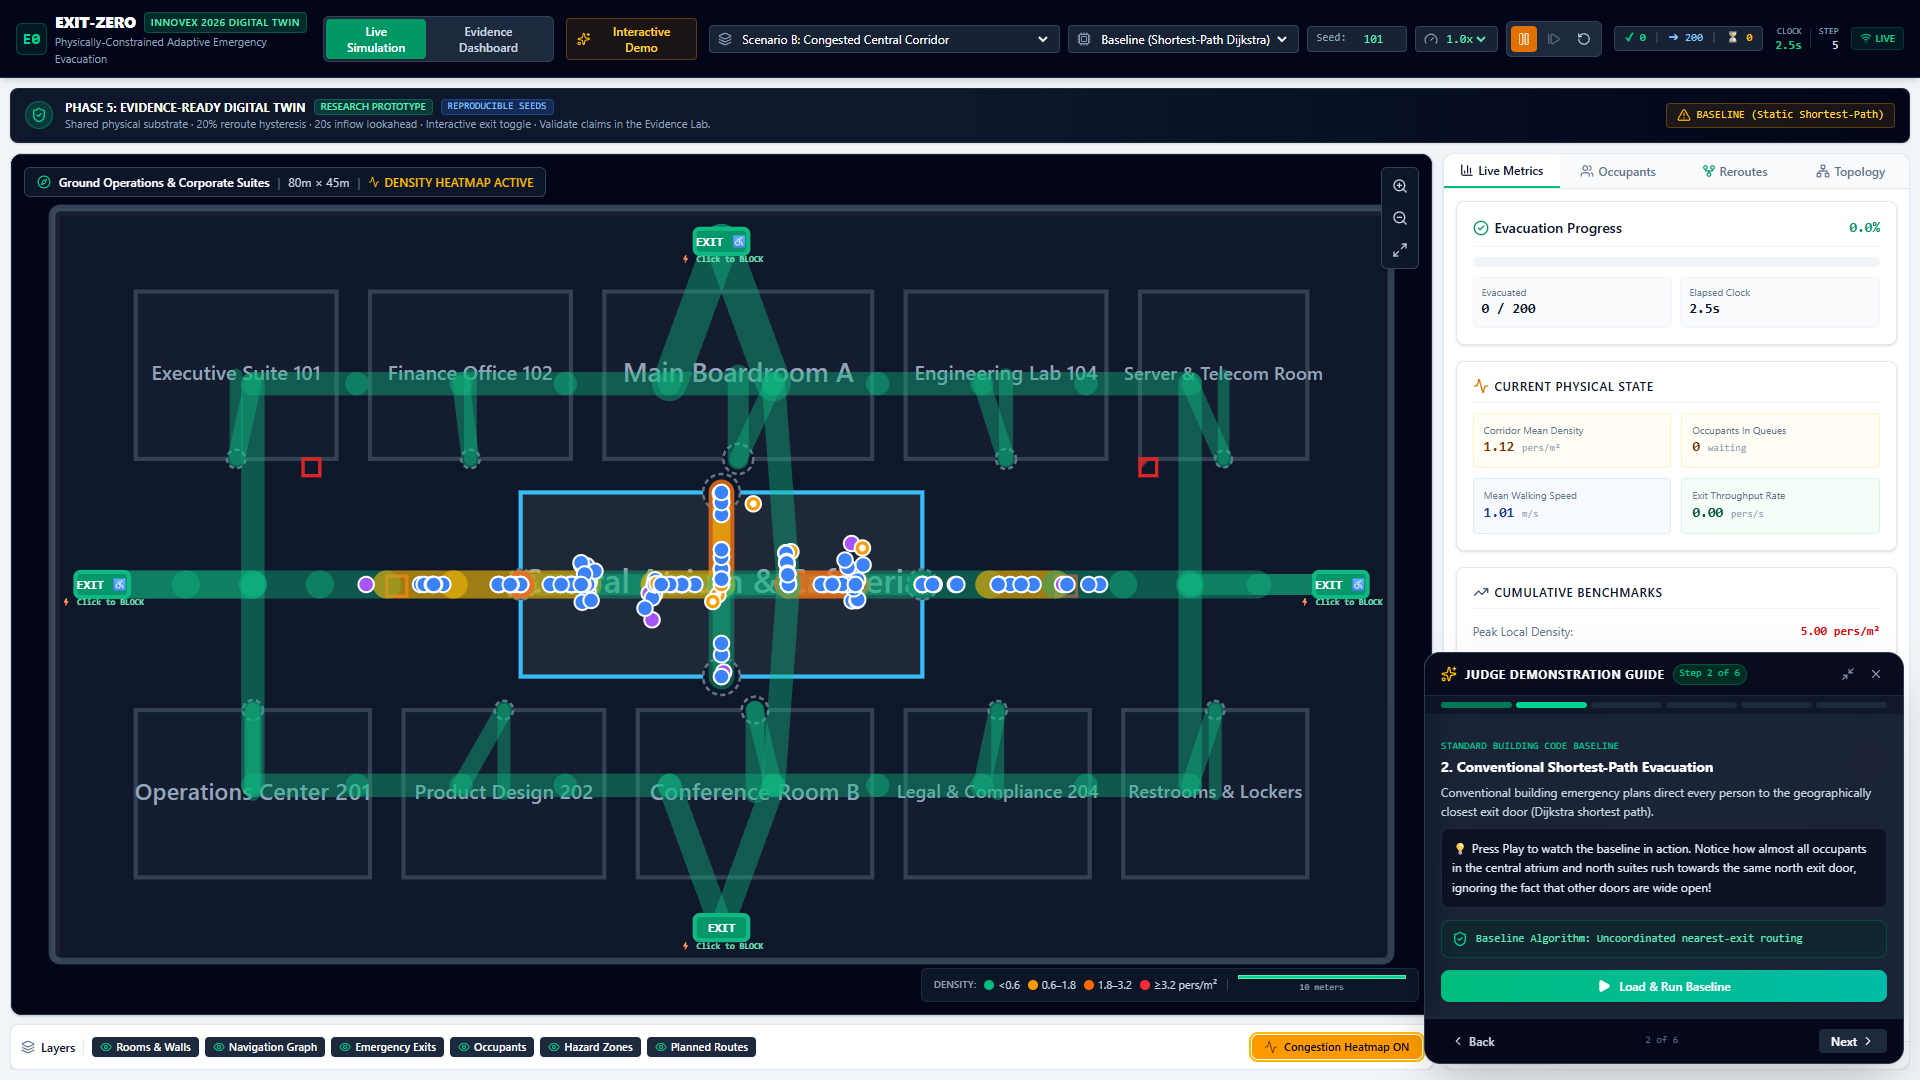 E0
EXIT-ZERO
INNOVEX 2026 DIGITAL TWIN
Physically-Constrained Adaptive Emergency
Evacuation
Live
Simulation
Evidence
Dashboard
Interactive
Demo
Scenario B: Congested Central Corridor
Baseline (Shortest-Path Dijkstra)
Seed: 101
1.0x
✓ 0 | → 200 | ⏳ 0
CLOCK
2.5s
STEP
5
LIVE
PHASE 5: EVIDENCE-READY DIGITAL TWIN
RESEARCH PROTOTYPE
REPRODUCIBLE SEEDS
Shared physical substrate · 20% reroute hysteresis · 20s inflow lookahead · Interactive exit toggle · Validate claims in the Evidence Lab.
BASELINE (Static Shortest-Path)
Ground Operations & Corporate Suites | 80m × 45m | DENSITY HEATMAP ACTIVE
EXIT
Click to BLOCK
Executive Suite 101
Finance Office 102
Main Boardroom A
Engineering Lab 104
Server & Telecom Room
EXIT
Click to BLOCK
EXIT
Click to BLOCK
Operations Center 201
Product Design 202
Conference Room B
Legal & Compliance 204
Restrooms & Lockers
EXIT
Click to BLOCK
DENSITY: <0.6 0.6–1.8 1.8–3.2 ≥3.2 pers/m²
10 meters
Layers
Rooms & Walls
Navigation Graph
Emergency Exits
Occupants
Hazard Zones
Planned Routes
Congestion Heatmap ON
Live Metrics
Occupants
Reroutes
Topology
Evacuation Progress
0.0%
Evacuated
0 / 200
Elapsed Clock
2.5s
CURRENT PHYSICAL STATE
Corridor Mean Density
1.12 pers/m²
Occupants In Queues
0 waiting
Mean Walking Speed
1.01 m/s
Exit Throughput Rate
0.00 pers/s
CUMULATIVE BENCHMARKS
Peak Local Density:
5.00 pers/m²
JUDGE DEMONSTRATION GUIDE
Step 2 of 6
STANDARD BUILDING CODE BASELINE
2. Conventional Shortest-Path Evacuation
Conventional building emergency plans direct every person to the geographically
closest exit door (Dijkstra shortest path).
💡 Press Play to watch the baseline in action. Notice how almost all occupants
in the central atrium and north suites rush towards the same north exit door,
ignoring the fact that other doors are wide open!
Baseline Algorithm: Uncoordinated nearest-exit routing
Load & Run Baseline
Back
2 of 6
Next